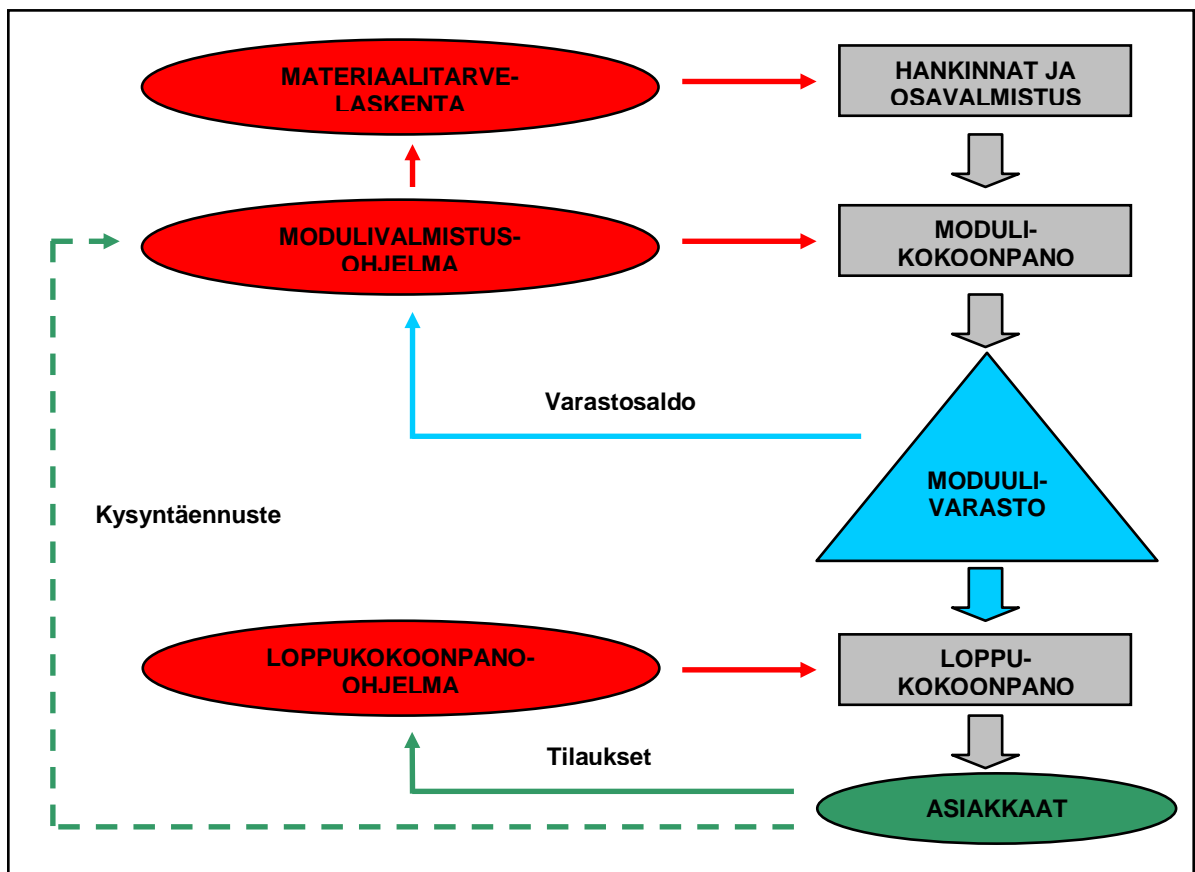 MATERIAALITARVE-
LASKENTA
HANKINNAT JA
OSAVALMISTUS
MODULIVALMISTUS-
OHJELMA
MODULI-
KOKOONPANO
Varastosaldo
MODUULI-
VARASTO
Kysyntäennuste
LOPPUKOKOONPANO-
OHJELMA
LOPPU-
KOKOONPANO
Tilaukset
ASIAKKAAT